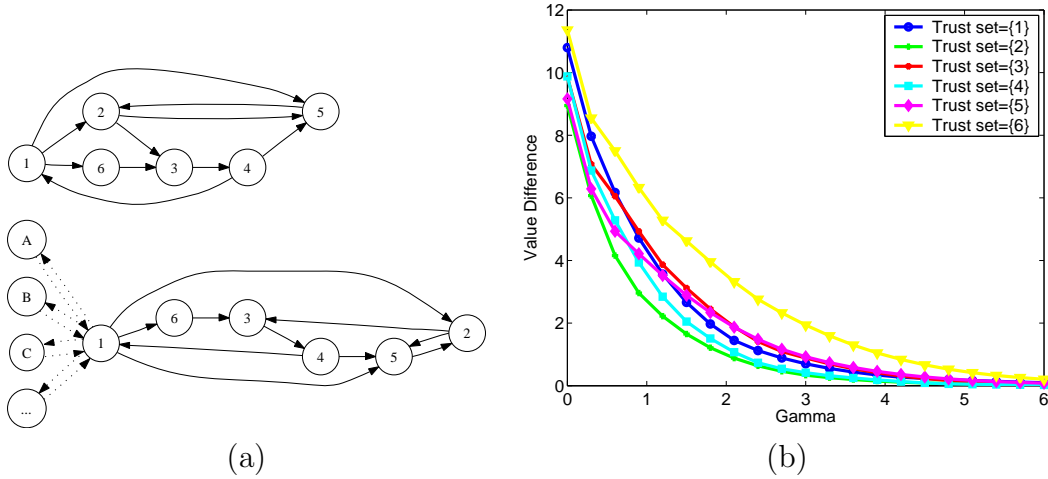 2
5
1
6
3
4
A
B
C
...
1
6
3
4
5
2
(a)
12
10
8
6
4
2
0
Value Difference
0 1 2 3 4 5 6
Gamma
Trust set={1}
Trust set={2}
Trust set={3}
Trust set={4}
Trust set={5}
Trust set={6}
(b)